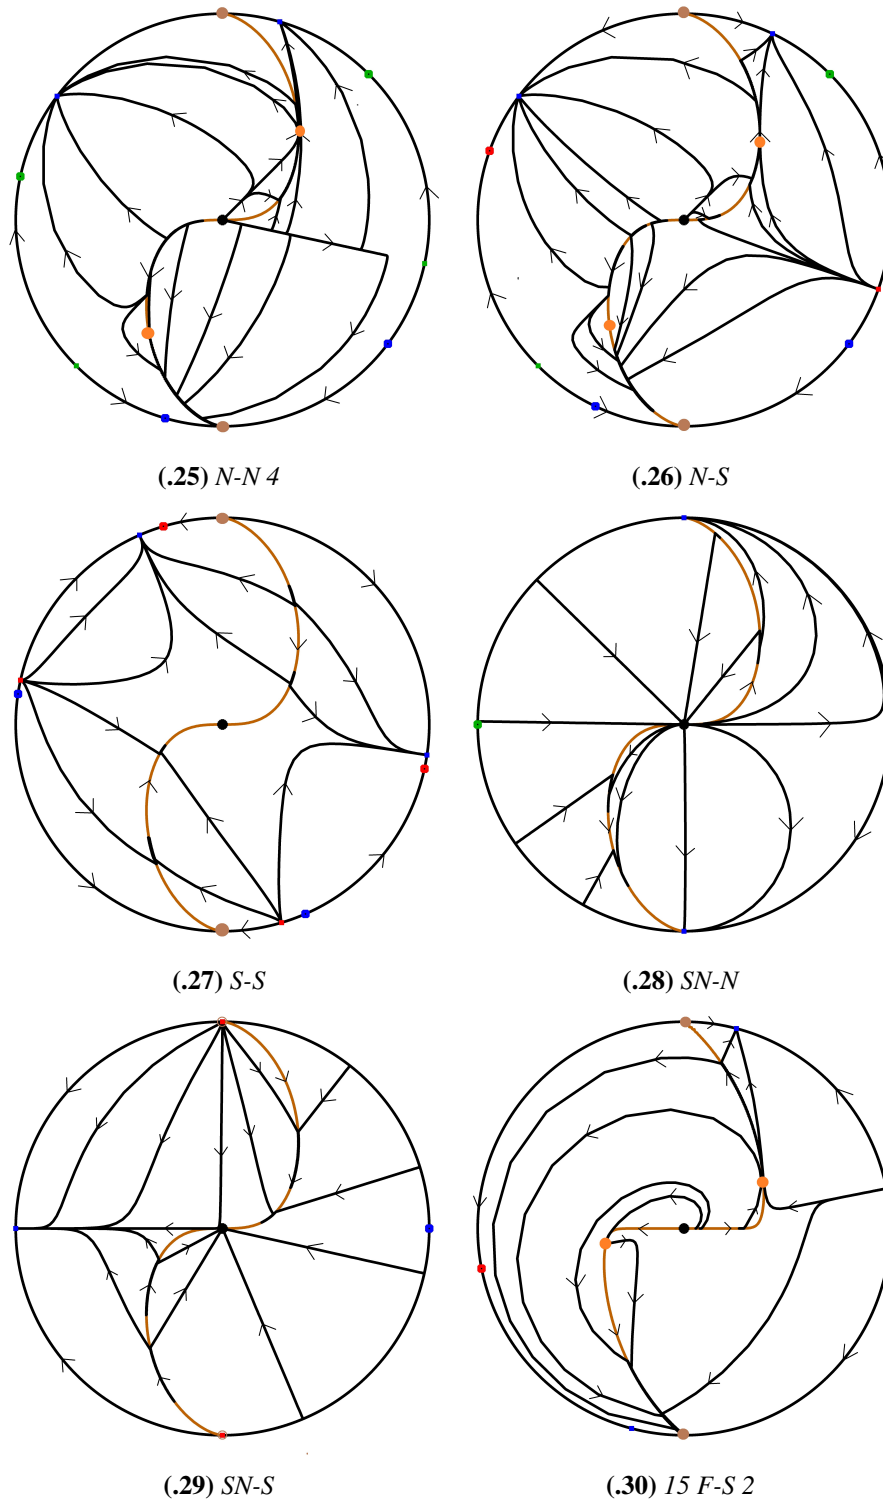 (.25) N-N 4
(.26) N-S
(.27) S-S
(.28) SN-N
(.29) SN-S
(.30) 15 F-S 2